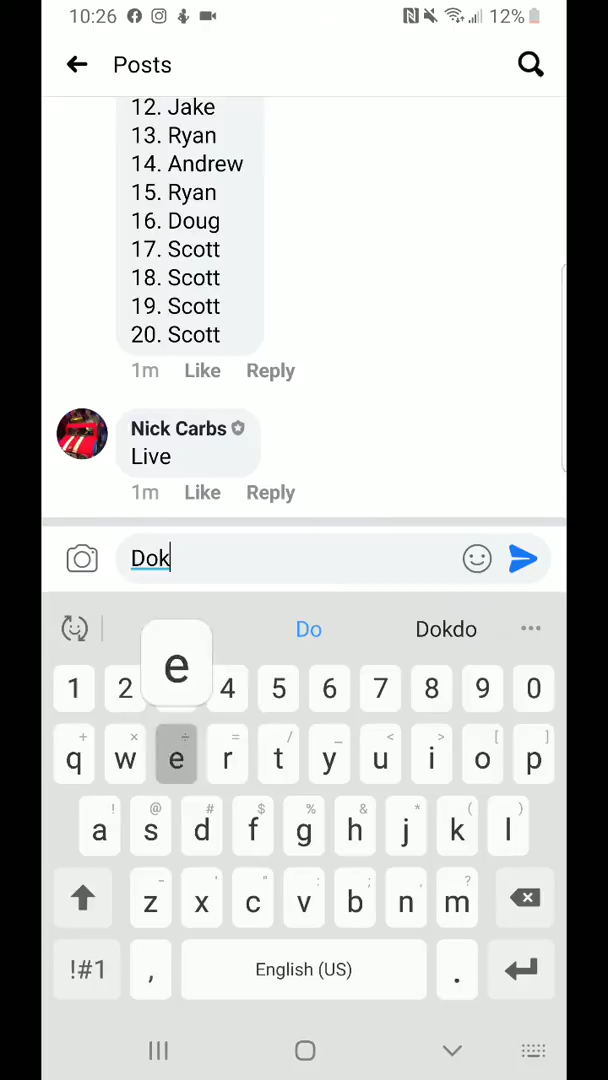 10:26 12%
Posts
12. Jake
13. Ryan
14. Andrew
15. Ryan
16. Doug
17. Scott
18. Scott
19. Scott
20. Scott
1m Like Reply
Nick Carbs
Live
1m Like Reply
Dok
Do Dokdo ...
e
1 2 4 5 6 7 8 9 0
+ × ÷ = / _ < > [ ]
q w e r t y u i o p
! @ # $ % & * ( )
a s d f g h j k l
- ' " : ; , ?
z x c v b n m
!#1 , English (US) .